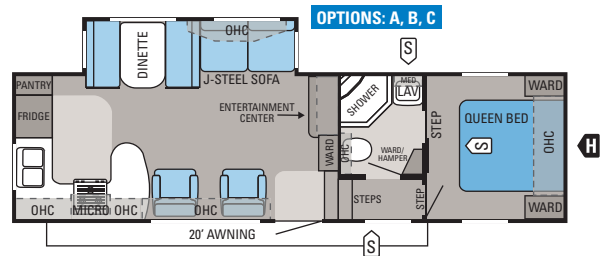 OPTIONS: A, B, C
OHC
S
DINETTE
J-STEEL SOFA
PANTRY
FRIDGE
ENTERTAINMENT
CENTER
SHOWER
MED
LAV
STEP
WARD
QUEEN BED
S
OHC
H
WARD
OHC
WARD/
HAMPER
STEPS
STEP
WARD
OHC
MICRO
OHC
OHC
20' AWNING
S